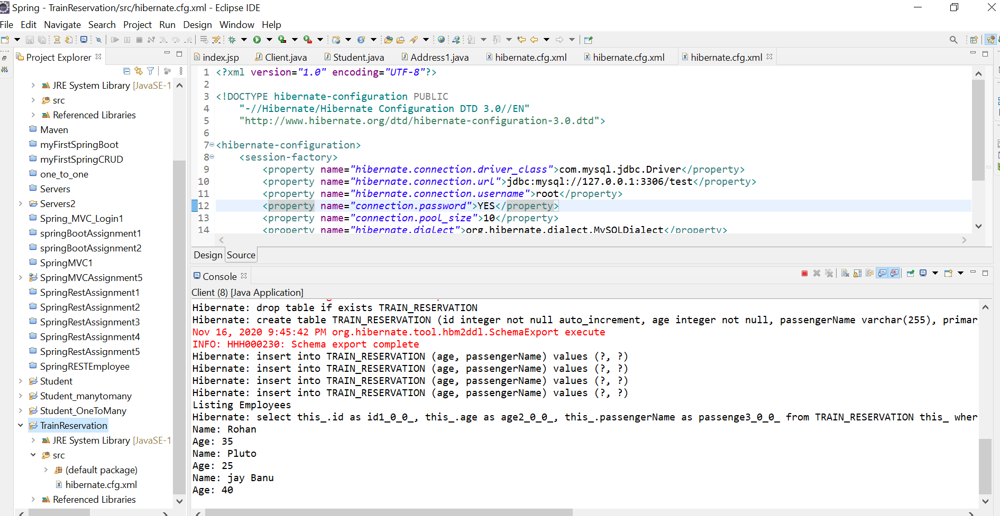 Spring - TrainReservation/src/hibernate.cfg.xml - Eclipse IDE
File Edit Navigate Search Project Run Design Window Help
Project Explorer
JRE System Library [JavaSE-1
src
Referenced Libraries
Maven
myFirstSpringBoot
myFirstSpringCRUD
one_to_one
Servers
Servers2
Spring_MVC_Login1
springBootAssignment1
springBootAssignment2
SpringMVC1
SpringMVCAssignment5
SpringRestAssignment1
SpringRestAssignment2
SpringRestAssignment3
SpringRestAssignment4
SpringRestAssignment5
SpringRESTEmployee
Student
Student_manytomany
Student_OneToMany
TrainReservation
JRE System Library [JavaSE-1
src
(default package)
hibernate.cfg.xml
Referenced Libraries
index.jsp Client.java Student.java Address1.java hibernate.cfg.xml hibernate.cfg.xml hibernate.cfg.xml
1 <?xml version="1.0" encoding="UTF-8"?>
2
3 <!DOCTYPE hibernate-configuration PUBLIC
4 "-//Hibernate/Hibernate Configuration DTD 3.0//EN"
5 "http://www.hibernate.org/dtd/hibernate-configuration-3.0.dtd">
6
7 <hibernate-configuration>
8 <session-factory>
9 <property name="hibernate.connection.driver_class">com.mysql.jdbc.Driver</property>
10 <property name="hibernate.connection.url">jdbc:mysql://127.0.0.1:3306/test</property>
11 <property name="hibernate.connection.username">root</property>
12 <property name="connection.password">YES</property>
13 <property name="connection.pool_size">10</property>
14 <property name="hibernate.dialect">org.hibernate.dialect.MySQLDialect</property>
Design Source
Console
Client (8) [Java Application]
Hibernate: drop table if exists TRAIN_RESERVATION
Hibernate: create table TRAIN_RESERVATION (id integer not null auto_increment, age integer not null, passengerName varchar(255), primar
Nov 16, 2020 9:45:42 PM org.hibernate.tool.hbm2ddl.SchemaExport execute
INFO: HHH000230: Schema export complete
Hibernate: insert into TRAIN_RESERVATION (age, passengerName) values (?, ?)
Hibernate: insert into TRAIN_RESERVATION (age, passengerName) values (?, ?)
Hibernate: insert into TRAIN_RESERVATION (age, passengerName) values (?, ?)
Hibernate: insert into TRAIN_RESERVATION (age, passengerName) values (?, ?)
Listing Employees
Hibernate: select this_.id as id1_0_0_, this_.age as age2_0_0_, this_.passengerName as passenge3_0_0_ from TRAIN_RESERVATION this_ wher
Name: Rohan
Age: 35
Name: Pluto
Age: 25
Name: jay Banu
Age: 40